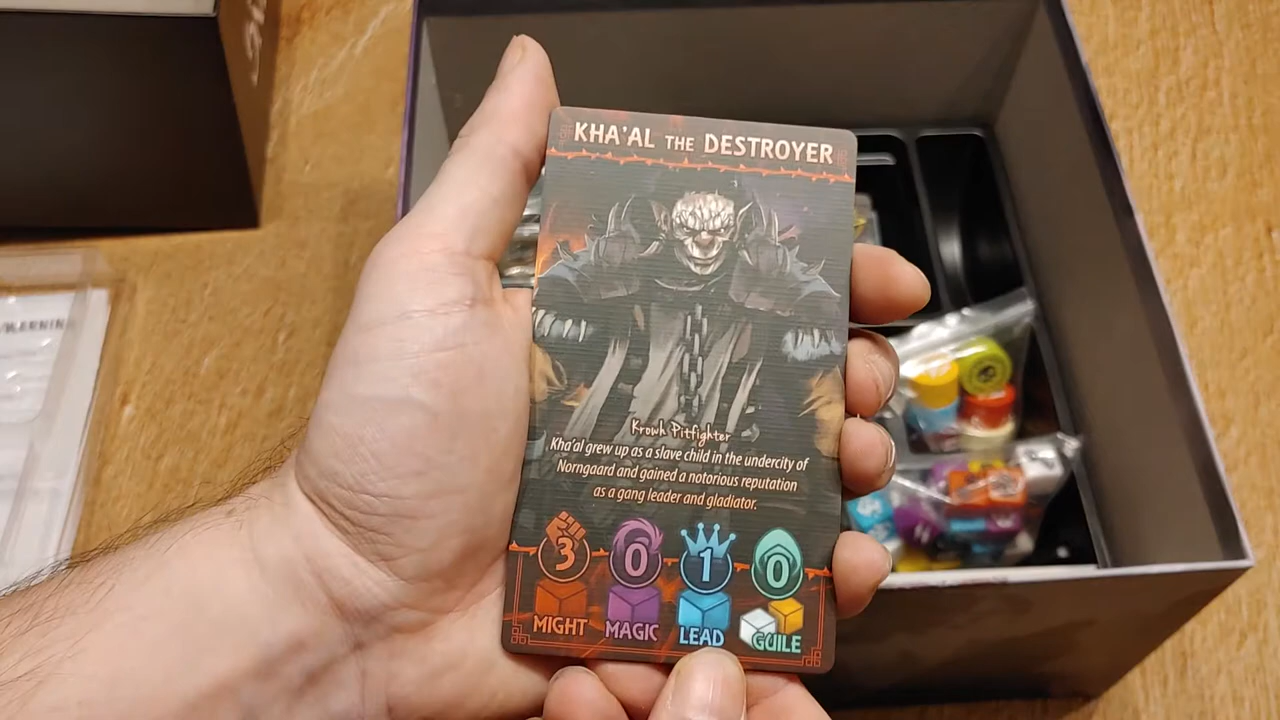 KHA'AL THE DESTROYER
Krowh Pitfighter
Kha'al grew up as a slave child in the undercity of
Norngaard and gained a notorious reputation
as a gang leader and gladiator.
3 0 1 0
MIGHT MAGIC LEAD GUILE